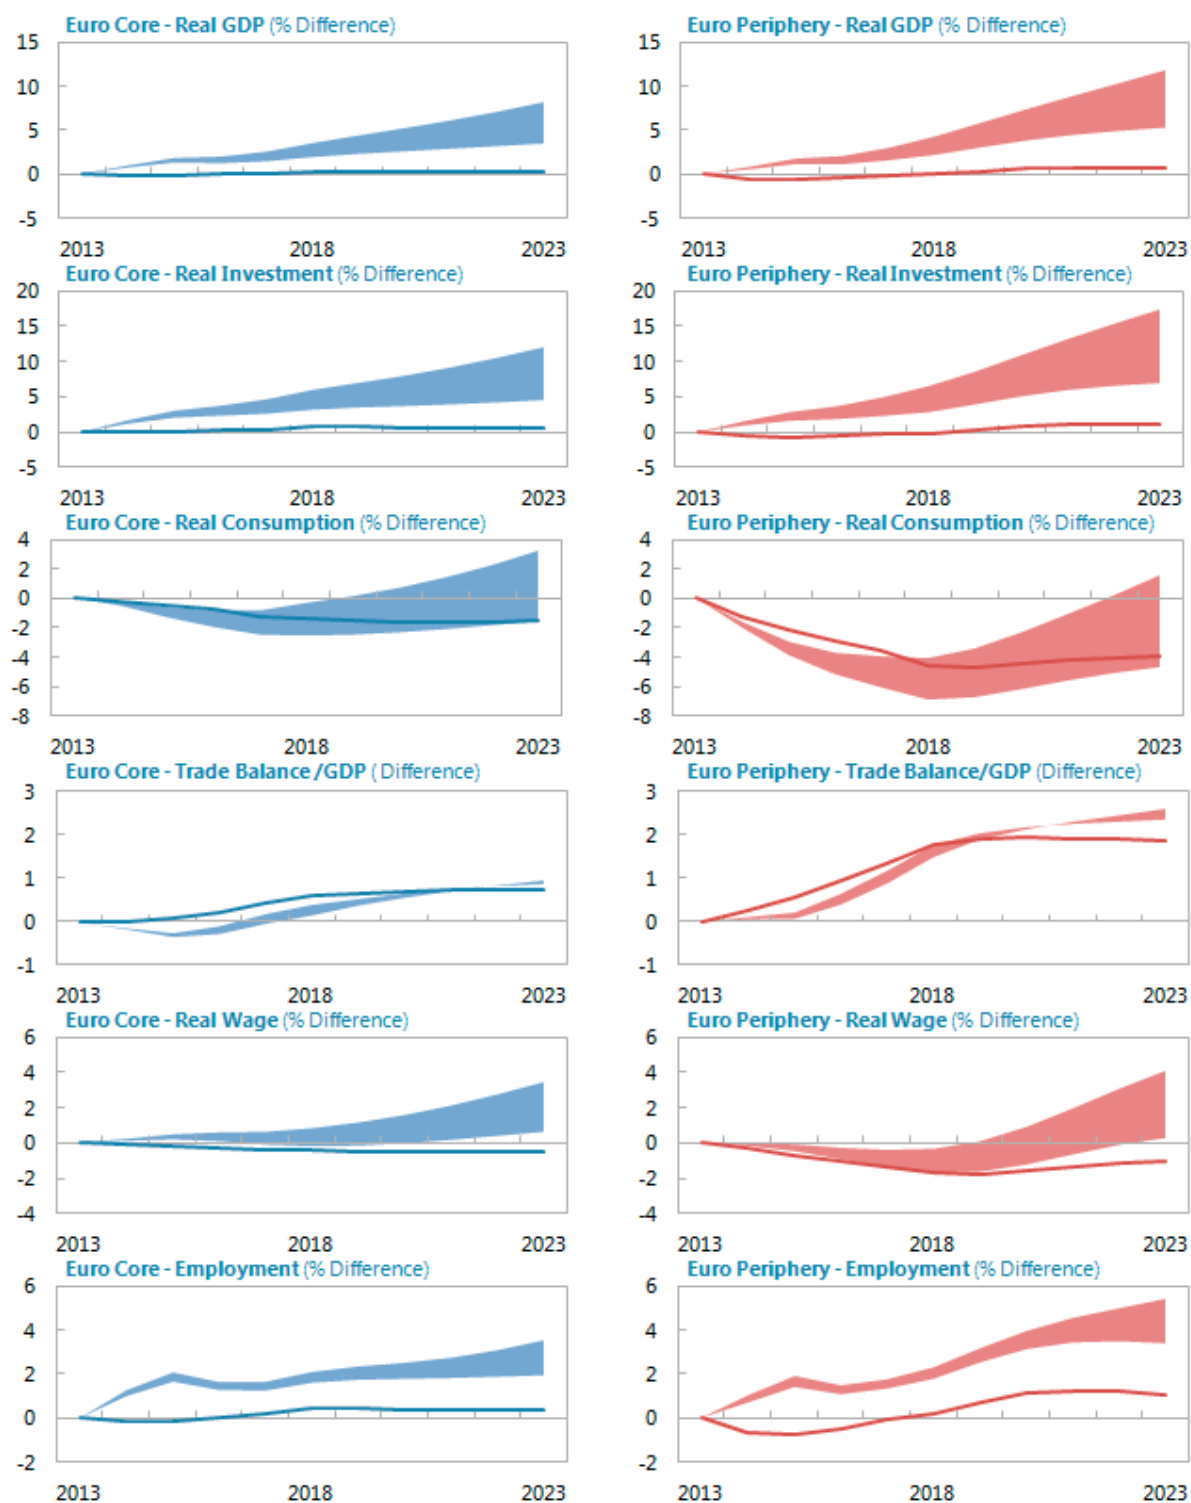 Euro Core - Real GDP (% Difference)
15
10
5
0
-5
2013 2018 2023
Euro Periphery - Real GDP (% Difference)
15
10
5
0
-5
2013 2018 2023
Euro Core - Real Investment (% Difference)
20
15
10
5
0
-5
2013 2018 2023
Euro Periphery - Real Investment (% Difference)
20
15
10
5
0
-5
2013 2018 2023
Euro Core - Real Consumption (% Difference)
4
2
0
-2
-4
-6
-8
2013 2018 2023
Euro Periphery - Real Consumption (% Difference)
4
2
0
-2
-4
-6
-8
2013 2018 2023
Euro Core - Trade Balance /GDP ( Difference)
3
2
1
0
-1
2013 2018 2023
Euro Periphery - Trade Balance/GDP (Difference)
3
2
1
0
-1
2013 2018 2023
Euro Core - Real Wage (% Difference)
6
4
2
0
-2
-4
2013 2018 2023
Euro Periphery - Real Wage (% Difference)
6
4
2
0
-2
-4
2013 2018 2023
Euro Core - Employment (% Difference)
6
4
2
0
-2
2013 2018 2023
Euro Periphery - Employment (% Difference)
6
4
2
0
-2
2013 2018 2023